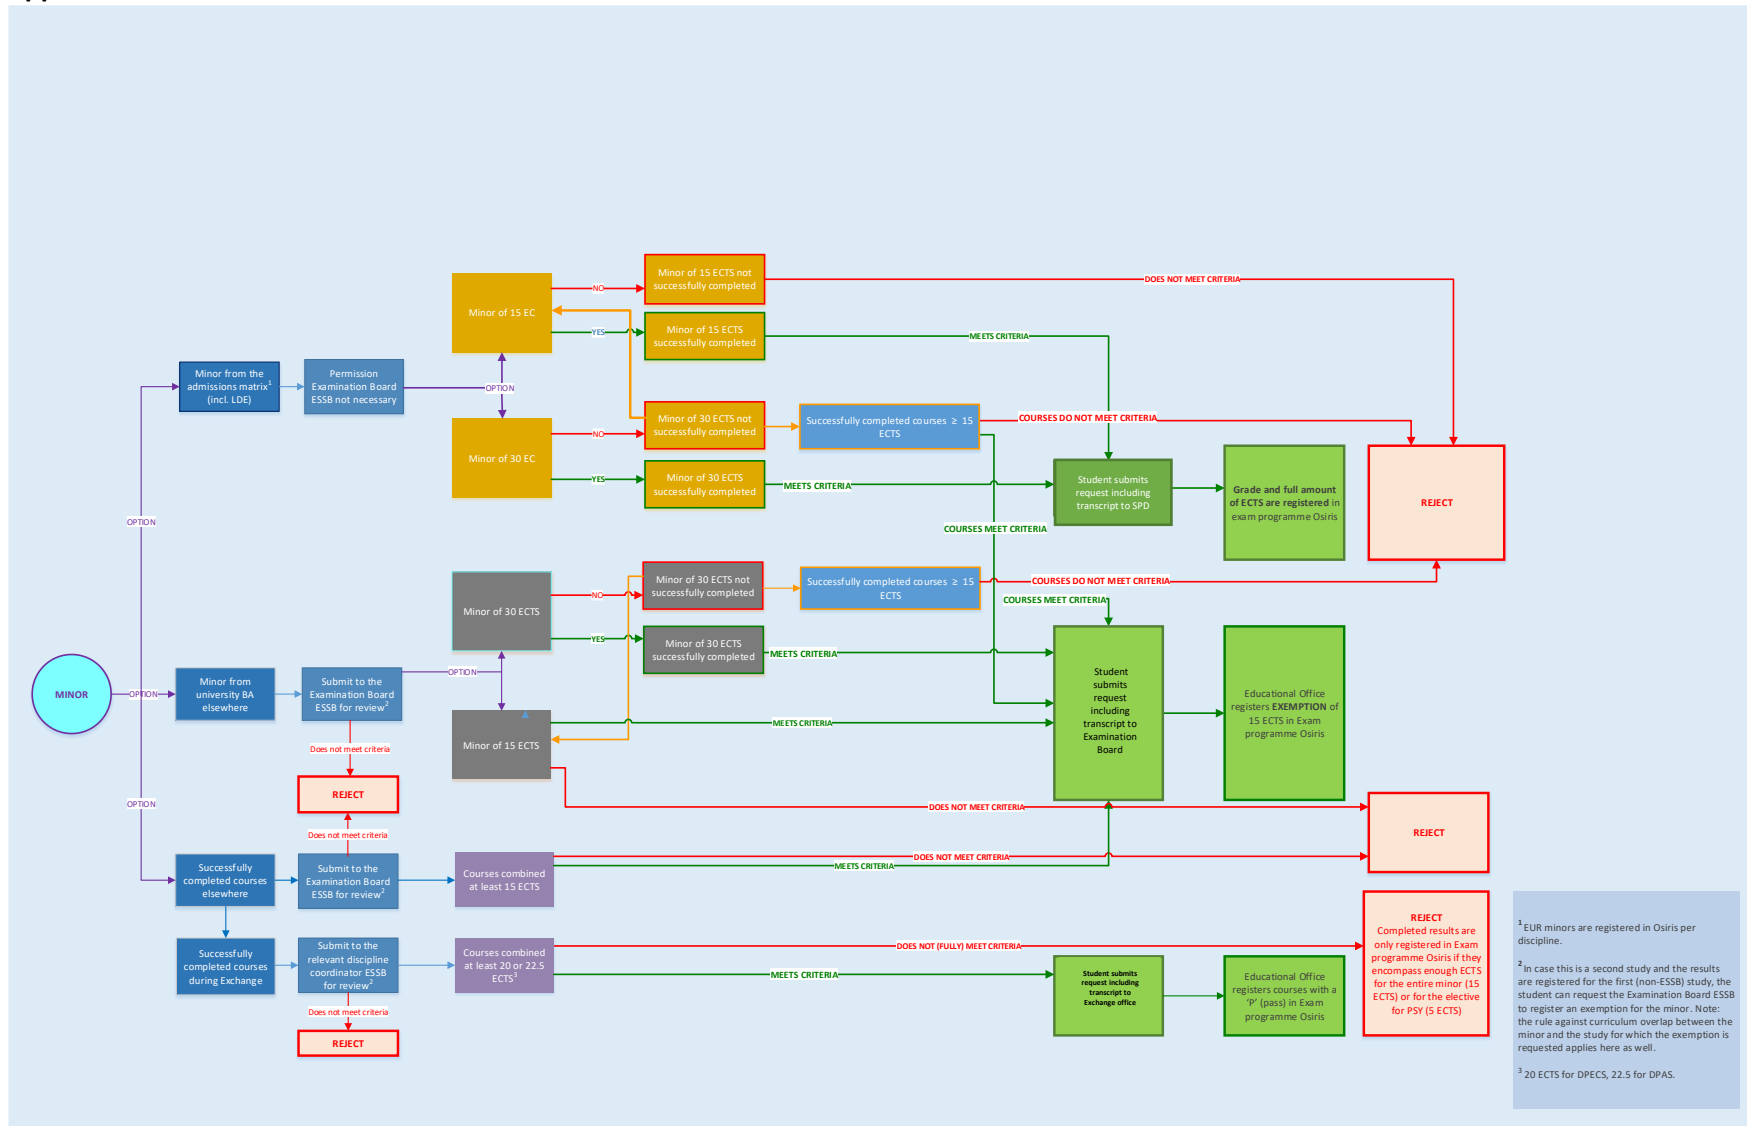 Minor of 15 ECTS not
successfully completed
DOES NOT MEET CRITERIA
Minor of 15 EC
NO
YES
Minor of 15 ECTS
successfully completed
MEETS CRITERIA
Minor from the
admissions matrix1
(incl. LDE)
Permission
Examination Board
ESSB not necessary
OPTION
Minor of 30 ECTS not
successfully completed
Successfully completed courses ≥ 15
ECTS
COURSES DO NOT MEET CRITERIA
Minor of 30 EC
NO
YES
Minor of 30 ECTS
successfully completed
MEETS CRITERIA
Student submits
request including
transcript to SPD
Grade and full amount
of ECTS are registered in
exam programme Osiris
REJECT
OPTION
COURSES MEET CRITERIA
Minor of 30 ECTS
NO
YES
Minor of 30 ECTS not
successfully completed
Successfully completed courses ≥ 15
ECTS
COURSES DO NOT MEET CRITERIA
COURSES MEET CRITERIA
Minor of 30 ECTS
successfully completed
MEETS CRITERIA
MINOR
OPTION
Minor from
university BA
elsewhere
Submit to the
Examination Board
ESSB for review2
OPTION
Minor of 15 ECTS
MEETS CRITERIA
Student
submits
request
including
transcript to
Examination
Board
Educational Office
registers EXEMPTION of
15 ECTS in Exam
programme Osiris
Does not meet criteria
REJECT
Does not meet criteria
OPTION
DOES NOT MEET CRITERIA
REJECT
Successfully
completed courses
elsewhere
Submit to the
Examination Board
ESSB for review2
Courses combined
at least 15 ECTS
DOES NOT MEET CRITERIA
MEETS CRITERIA
Successfully
completed courses
during Exchange
Submit to the
relevant discipline
coordinator ESSB
for review2
Courses combined
at least 20 or 22.5
ECTS3
DOES NOT (FULLY) MEET CRITERIA
MEETS CRITERIA
Student submits
request including
transcript to
Exchange office
Educational Office
registers courses with a
‘P’ (pass) in Exam
programme Osiris
REJECT
Completed results are
only registered in Exam
programme Osiris if they
encompass enough ECTS
for the entire minor (15
ECTS) or for the elective
for PSY (5 ECTS)
Does not meet criteria
REJECT
1 EUR minors are registered in Osiris per
discipline.
2 In case this is a second study and the results
are registered for the first (non-ESSB) study, the
student can request the Examination Board ESSB
to register an exemption for the minor. Note:
the rule against curriculum overlap between the
minor and the study for which the exemption is
requested applies here as well.
3 20 ECTS for DPECS, 22.5 for DPAS.